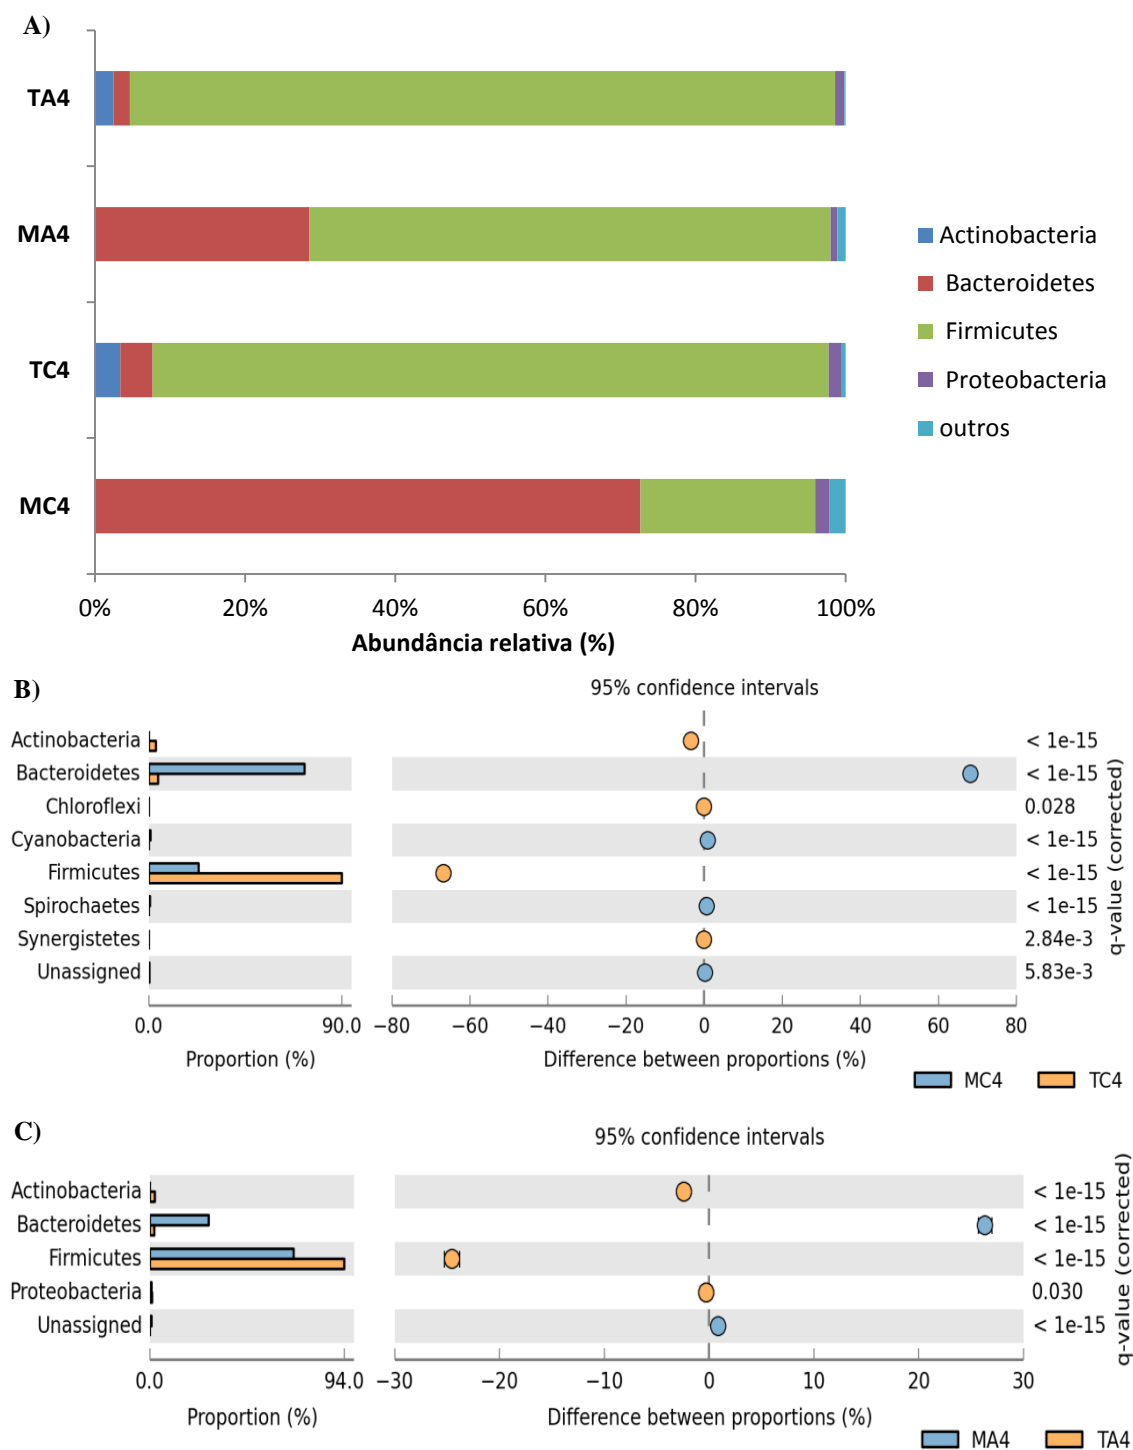 A)
TA4
MA4
TC4
MC4
Actinobacteria
Bacteroidetes
Firmicutes
Proteobacteria
outros
0% 20% 40% 60% 80% 100%
Abundância relativa (%)
B)
95% confidence intervals
Actinobacteria < 1e-15
Bacteroidetes < 1e-15
Chloroflexi 0.028
Cyanobacteria < 1e-15
Firmicutes < 1e-15
Spirochaetes < 1e-15
Synergistetes 2.84e-3
Unassigned 5.83e-3
q-value (corrected)
0.0 90.0 −80 −60 −40 −20 0 20 40 60 80
Proportion (%) Difference between proportions (%)
MC4 TC4
C)
95% confidence intervals
Actinobacteria < 1e-15
Bacteroidetes < 1e-15
Firmicutes < 1e-15
Proteobacteria 0.030
Unassigned < 1e-15
q-value (corrected)
0.0 94.0 −30 −20 −10 0 10 20 30
Proportion (%) Difference between proportions (%)
MA4 TA4